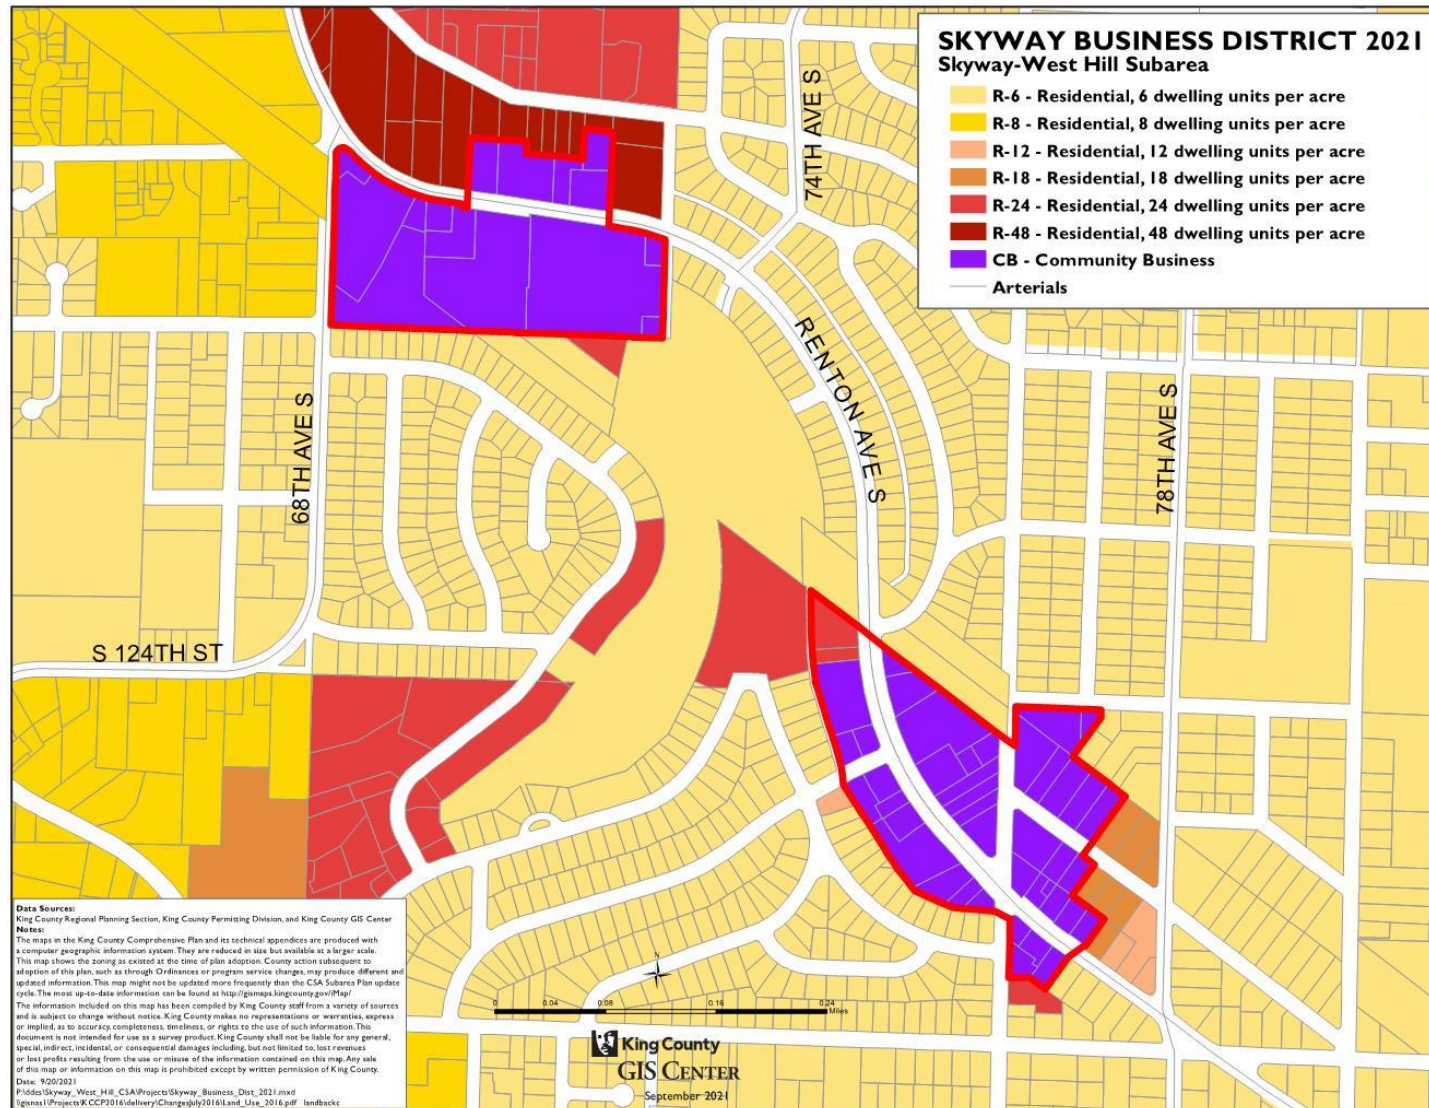 SKYWAY BUSINESS DISTRICT 2021
Skyway-West Hill Subarea
R-6 - Residential, 6 dwelling units per acre
R-8 - Residential, 8 dwelling units per acre
R-12 - Residential, 12 dwelling units per acre
R-18 - Residential, 18 dwelling units per acre
R-24 - Residential, 24 dwelling units per acre
R-48 - Residential, 48 dwelling units per acre
CB - Community Business
Arterials
74TH AVE S
RENTON AVE S
68TH AVE S
78TH AVE S
S 124TH ST
Data Sources:
King County Regional Planning Section, King County Permitting Division, and King County GIS Center
Notes:
The maps in the King County Comprehensive Plan and its technical appendices are produced with
a computer geographic information system. They are reduced in size but available at a larger scale.
This map shows the zoning as existed at the time of plan adoption. County action subsequent to
adoption of this plan, such as through Ordinances or program service changes, may produce different and
updated information. This map might not be updated more frequently than the CSA Subarea Plan update
cycle. The most up-to-date information can be found at http://gismaps.kingcounty.gov/iMap/
The information included on this map has been compiled by King County staff from a variety of sources
and is subject to change without notice. King County makes no representations or warranties, express
or implied, as to accuracy, completeness, timeliness, or rights to the use of such information. This
document is not intended for use as a survey product. King County shall not be liable for any general,
special, indirect, incidental, or consequential damages including, but not limited to, lost revenues
or lost profits resulting from the use or misuse of the information contained on this map. Any sale
of this map or information on this map is prohibited except by written permission of King County.
Date: 9/20/2021
P:\ddes\Skyway_West_Hill_CSA\Projects\Skyway_Business_Dist_2021.mxd
\\gisnas1\Projects\KCCP2016\delivery\ChangesJuly2016\Land_Use_2016.pdf landbackc
N
0 0.04 0.08 0.16 0.24
Miles
King County
GIS CENTER
September 2021